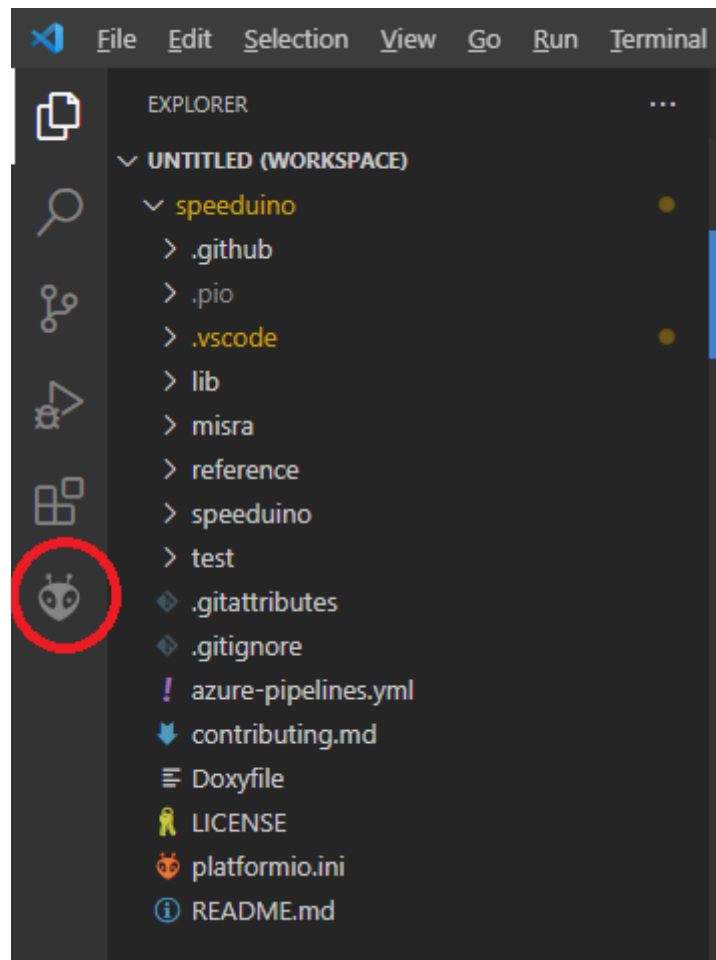 File Edit Selection View Go Run Terminal
EXPLORER ...
UNTITLED (WORKSPACE)
speeduino
.github
.pio
.vscode
lib
misra
reference
speeduino
test
.gitattributes
.gitignore
azure-pipelines.yml
contributing.md
Doxyfile
LICENSE
platformio.ini
README.md